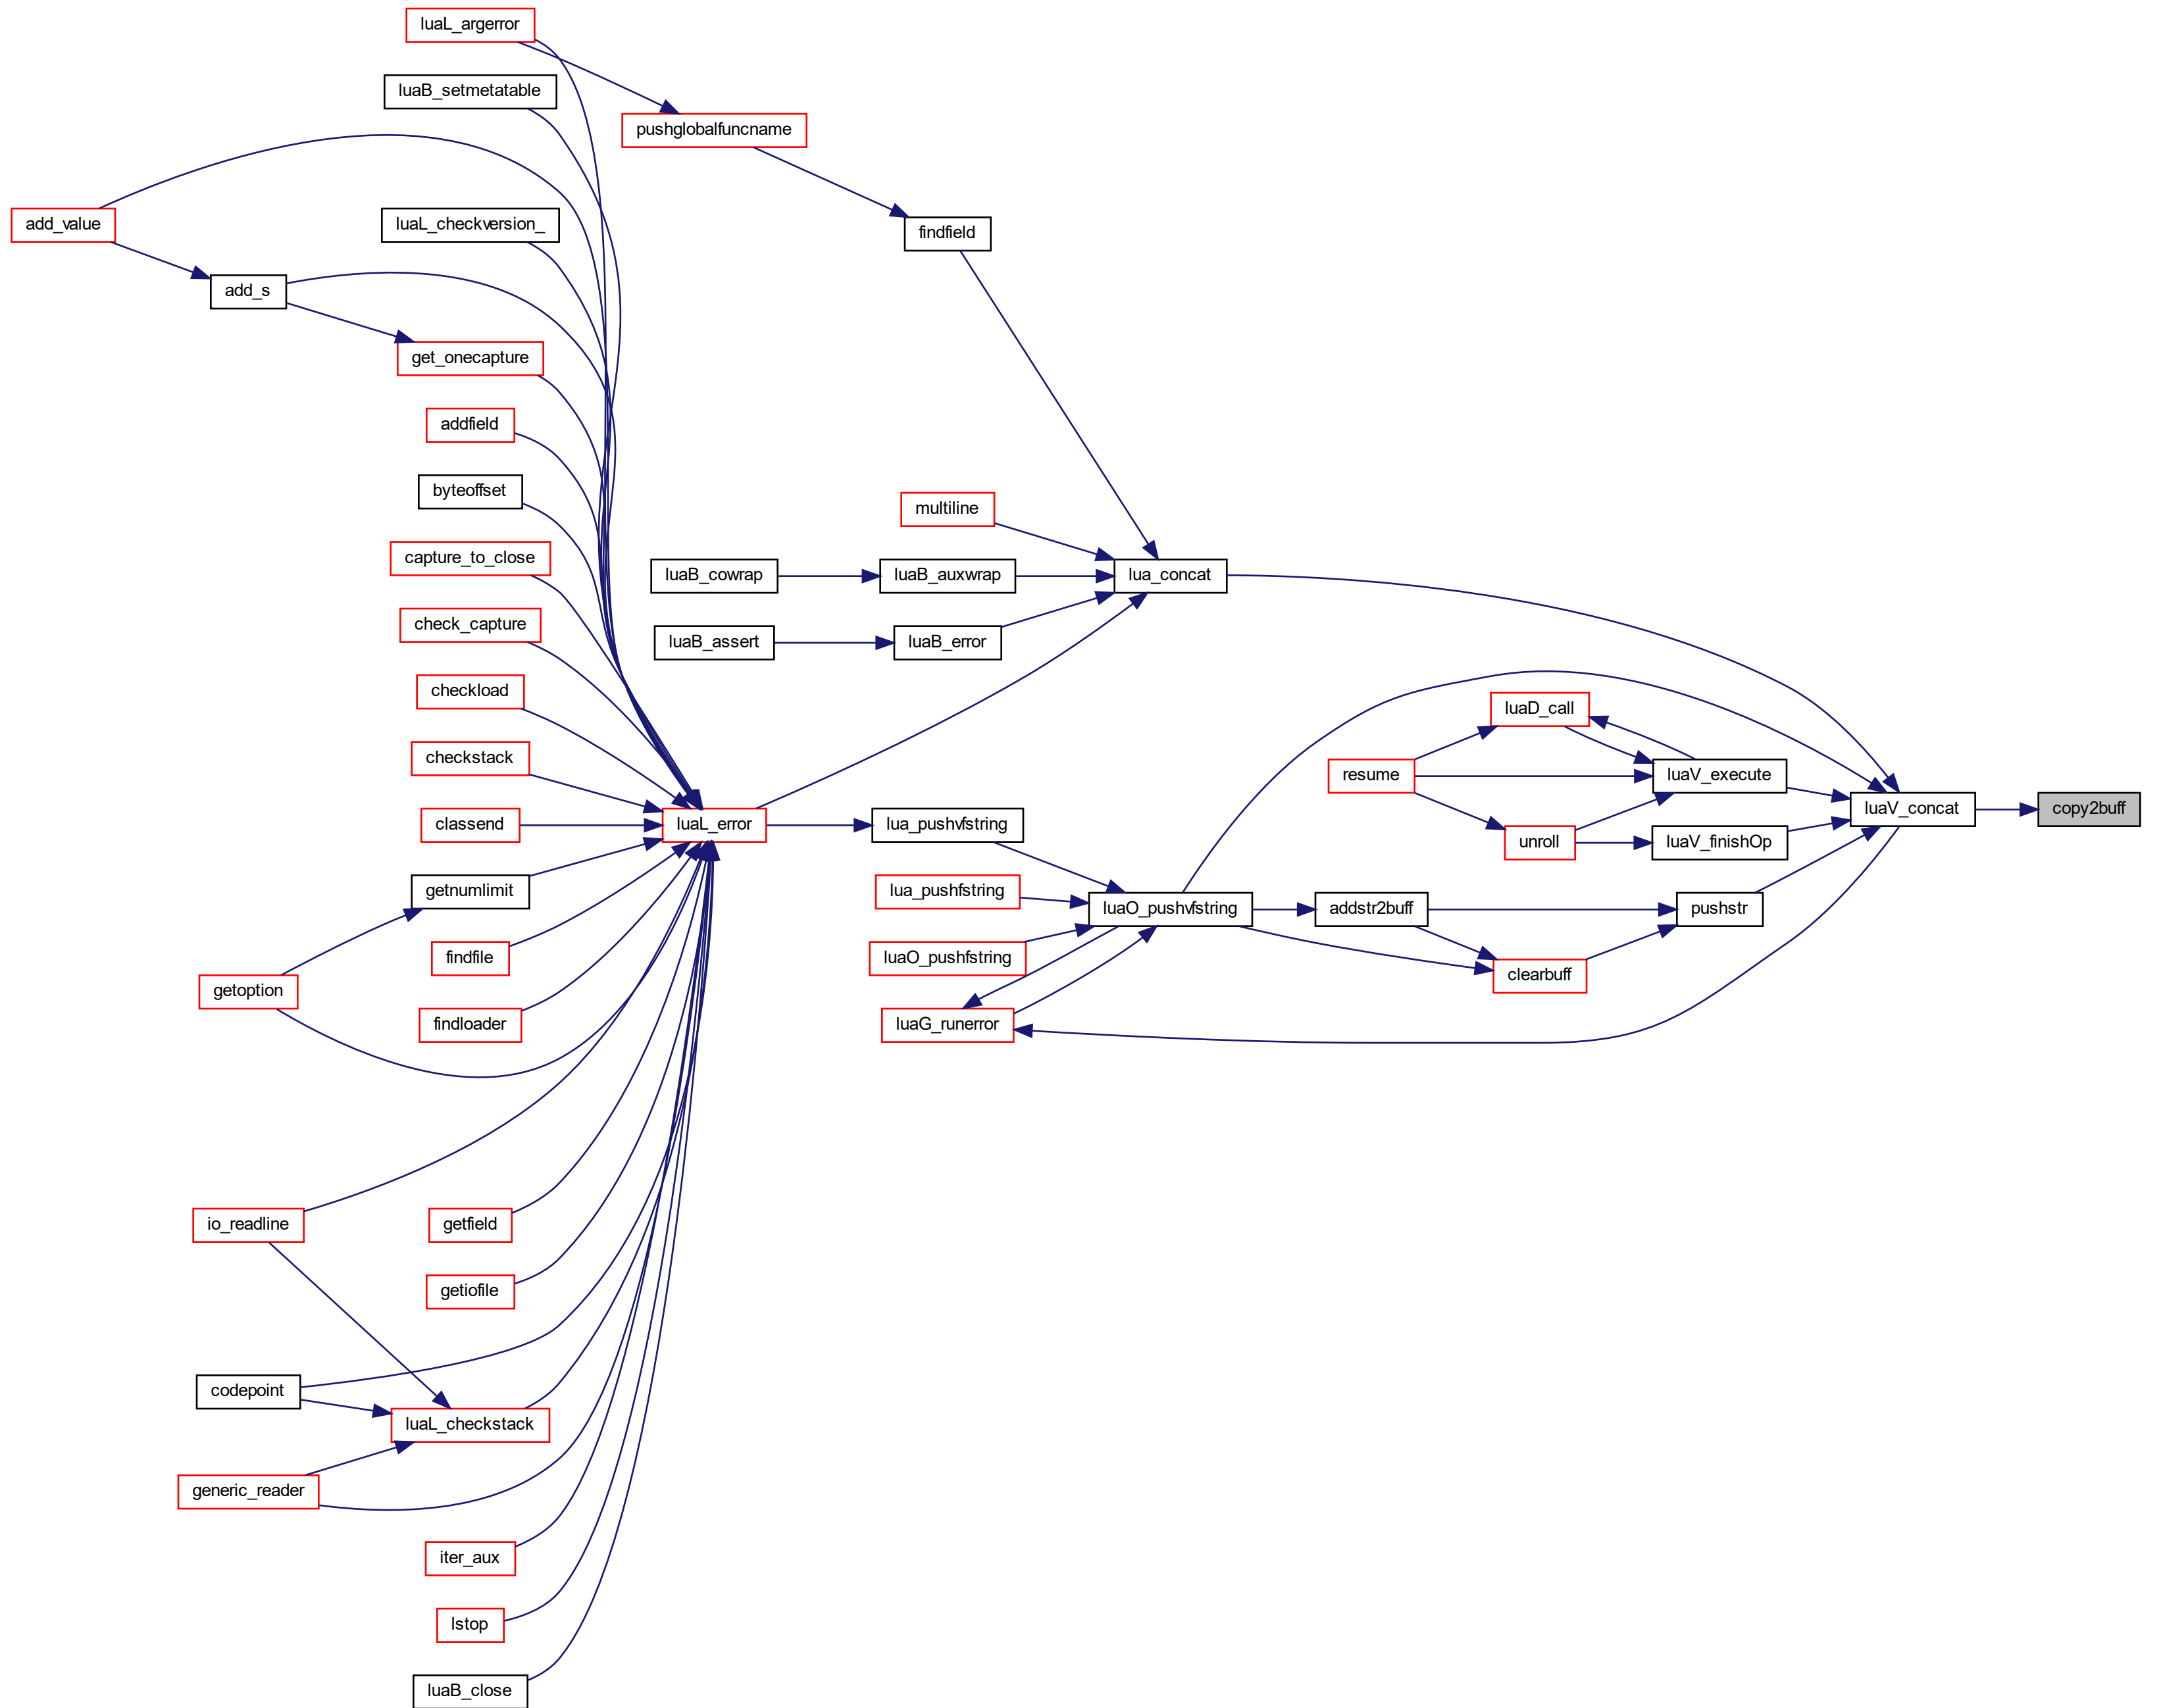 luaL_argerror
luaB_setmetatable
pushglobalfuncname
add_value
luaL_checkversion_
findfield
add_s
get_onecapture
addfield
byteoffset
multiline
capture_to_close
luaB_cowrap
luaB_auxwrap
lua_concat
check_capture
luaB_assert
luaB_error
checkload
luaD_call
checkstack
resume
luaV_execute
classend
luaL_error
lua_pushvfstring
luaV_concat
copy2buff
unroll
luaV_finishOp
getnumlimit
lua_pushfstring
luaO_pushvfstring
addstr2buff
pushstr
findfile
luaO_pushfstring
clearbuff
getoption
findloader
luaG_runerror
io_readline
getfield
getiofile
codepoint
luaL_checkstack
generic_reader
iter_aux
lstop
luaB_close